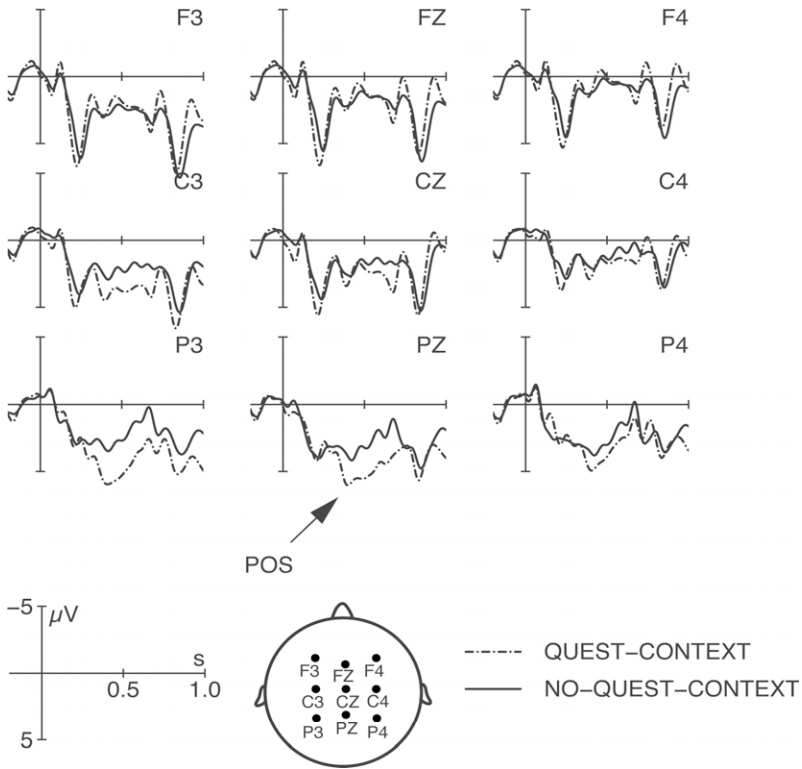 F3 FZ F4
C3 CZ C4
P3 PZ P4
POS
−5
µV
s
0.5 1.0
5
F3 FZ F4
C3 CZ C4
P3 PZ P4
QUEST−CONTEXT
NO−QUEST−CONTEXT